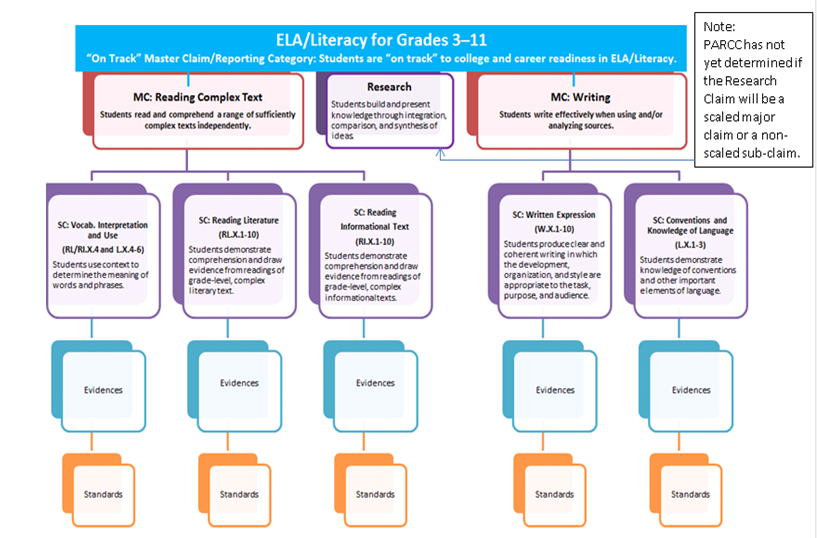 ELA/Literacy for Grades 3–11
“On Track” Master Claim/Reporting Category: Students are “on track” to college and career readiness in ELA/Literacy.
Note:
PARCC has not
yet determined if
the Research
Claim will be a
scaled major
claim or a non-
scaled sub-claim.
MC: Reading Complex Text
Students read and comprehend a range of sufficiently
complex texts independently.
Research
Students build and present
knowledge through integration,
comparison, and synthesis of
ideas.
MC: Writing
Students write effectively when using and/or
analyzing sources.
SC: Vocab. Interpretation
and Use
(RL/RI.X.4 and L.X.4-6)
Students use context to
determine the meaning of
words and phrases.
SC: Reading Literature
(RL.X.1-10)
Students demonstrate
comprehension and draw
evidence from readings of
grade-level, complex
literary text.
SC: Reading
Informational Text
(RI.X.1-10)
Students demonstrate
comprehension and draw
evidence from readings of
grade-level, complex
informational texts.
SC: Written Expression
(W.X.1-10)
Students produce clear and
coherent writing in which
the development,
organization, and style are
appropriate to the task,
purpose, and audience.
SC: Conventions and
Knowledge of Language
(L.X.1-3)
Students demonstrate
knowledge of conventions
and other important
elements of language.
Evidences
Evidences
Evidences
Evidences
Evidences
Standards
Standards
Standards
Standards
Standards